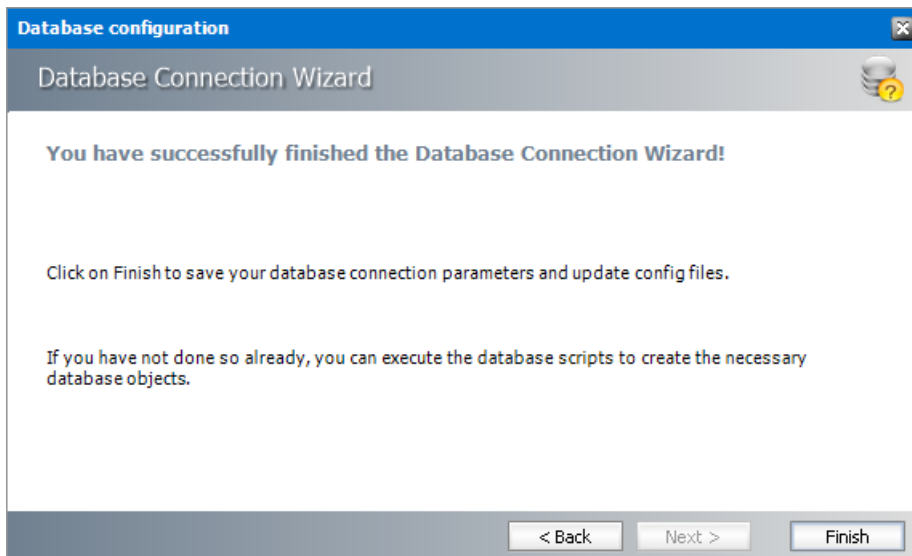 Database configuration
Database Connection Wizard
You have successfully finished the Database Connection Wizard!
Click on Finish to save your database connection parameters and update config files.
If you have not done so already, you can execute the database scripts to create the necessary
database objects.
< Back Next > Finish